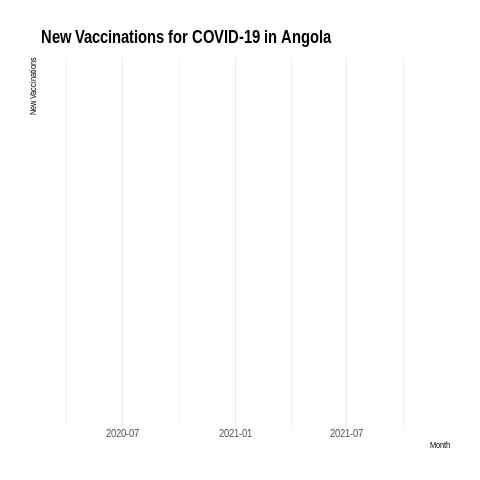 New Vaccinations for COVID-19 in Angola
New Vaccinations
2020-07
2021-01
2021-07
Month